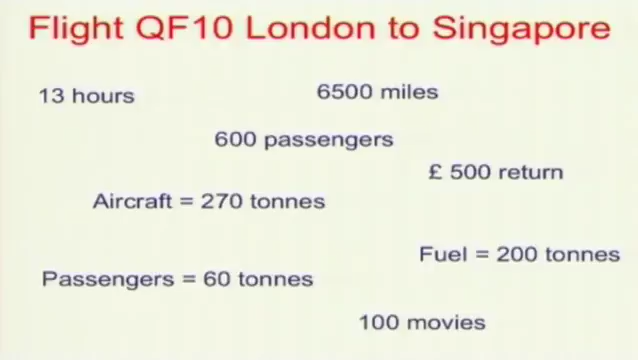 Flight QF10 London to Singapore
13 hours
6500 miles
600 passengers
£ 500 return
Aircraft = 270 tonnes
Fuel = 200 tonnes
Passengers = 60 tonnes
100 movies